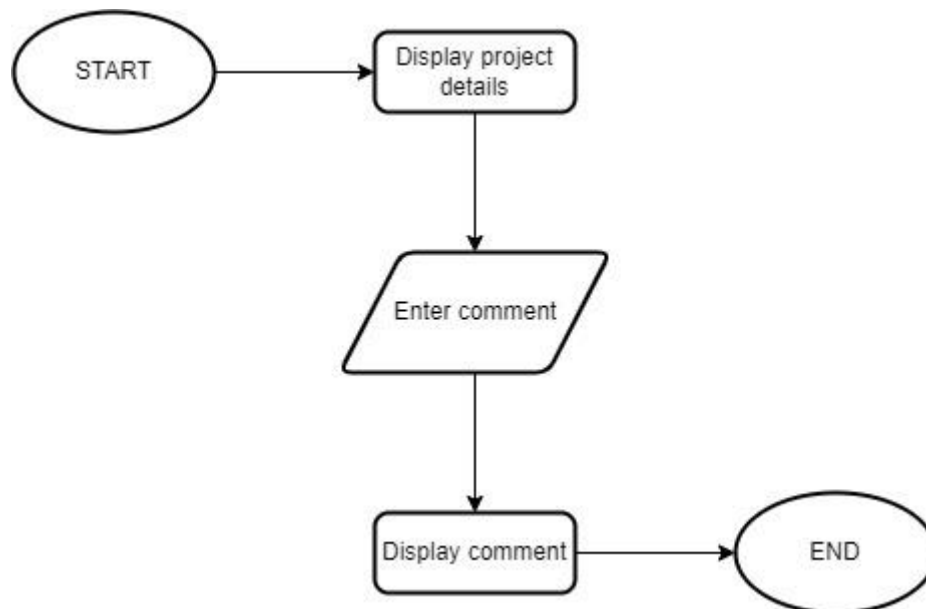 START
Display project
details
Enter comment
Display comment
END